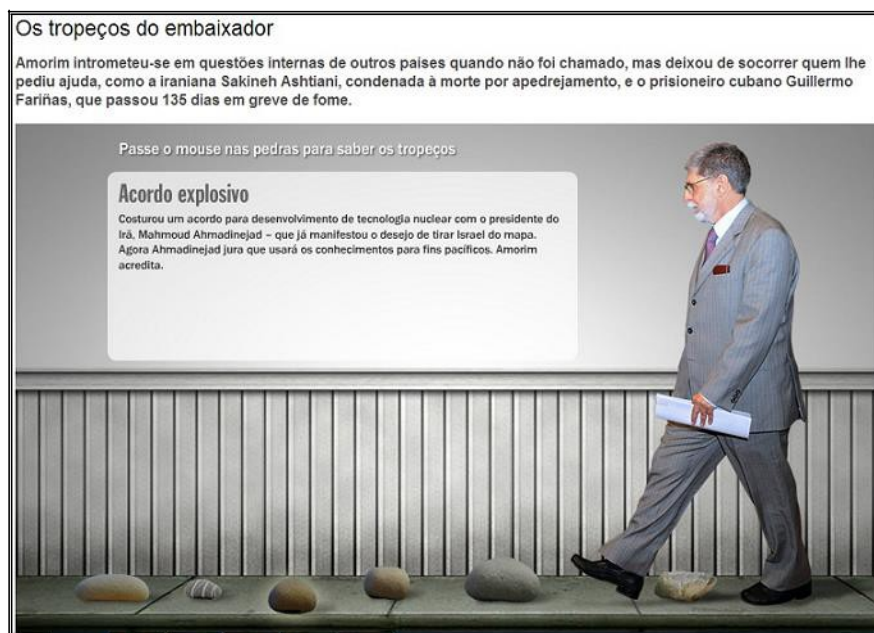 Os tropeços do embaixador
Amorim intrometeu-se em questões internas de outros países quando não foi chamado, mas deixou de socorrer quem lhe
pediu ajuda, como a iraniana Sakineh Ashtiani, condenada à morte por apedrejamento, e o prisioneiro cubano Guillermo
Fariñas, que passou 135 dias em greve de fome.
Passe o mouse nas pedras para saber os tropeços
Acordo explosivo
Costurou um acordo para desenvolvimento de tecnologia nuclear com o presidente do
Irã, Mahmoud Ahmadinejad – que já manifestou o desejo de tirar Israel do mapa.
Agora Ahmadinejad jura que usará os conhecimentos para fins pacíficos. Amorim
acredita.